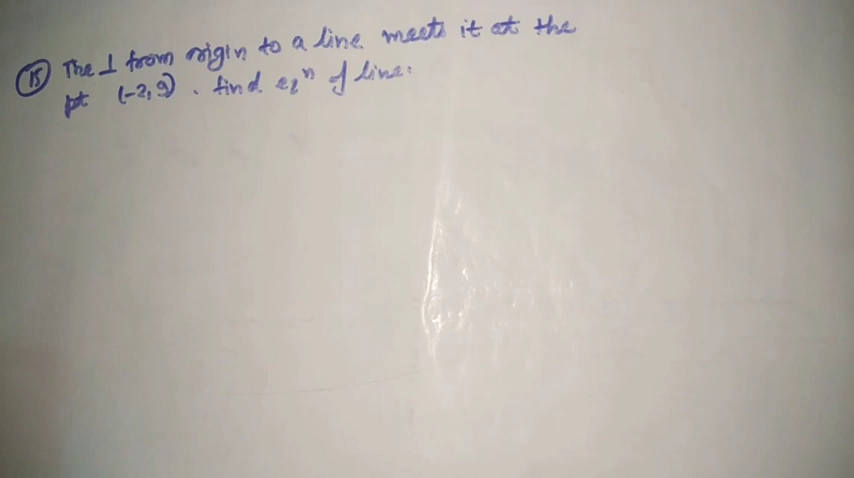 (15) The ⊥ from origin to a line meets it at the
pt (-2, 9). find eqⁿ of line.